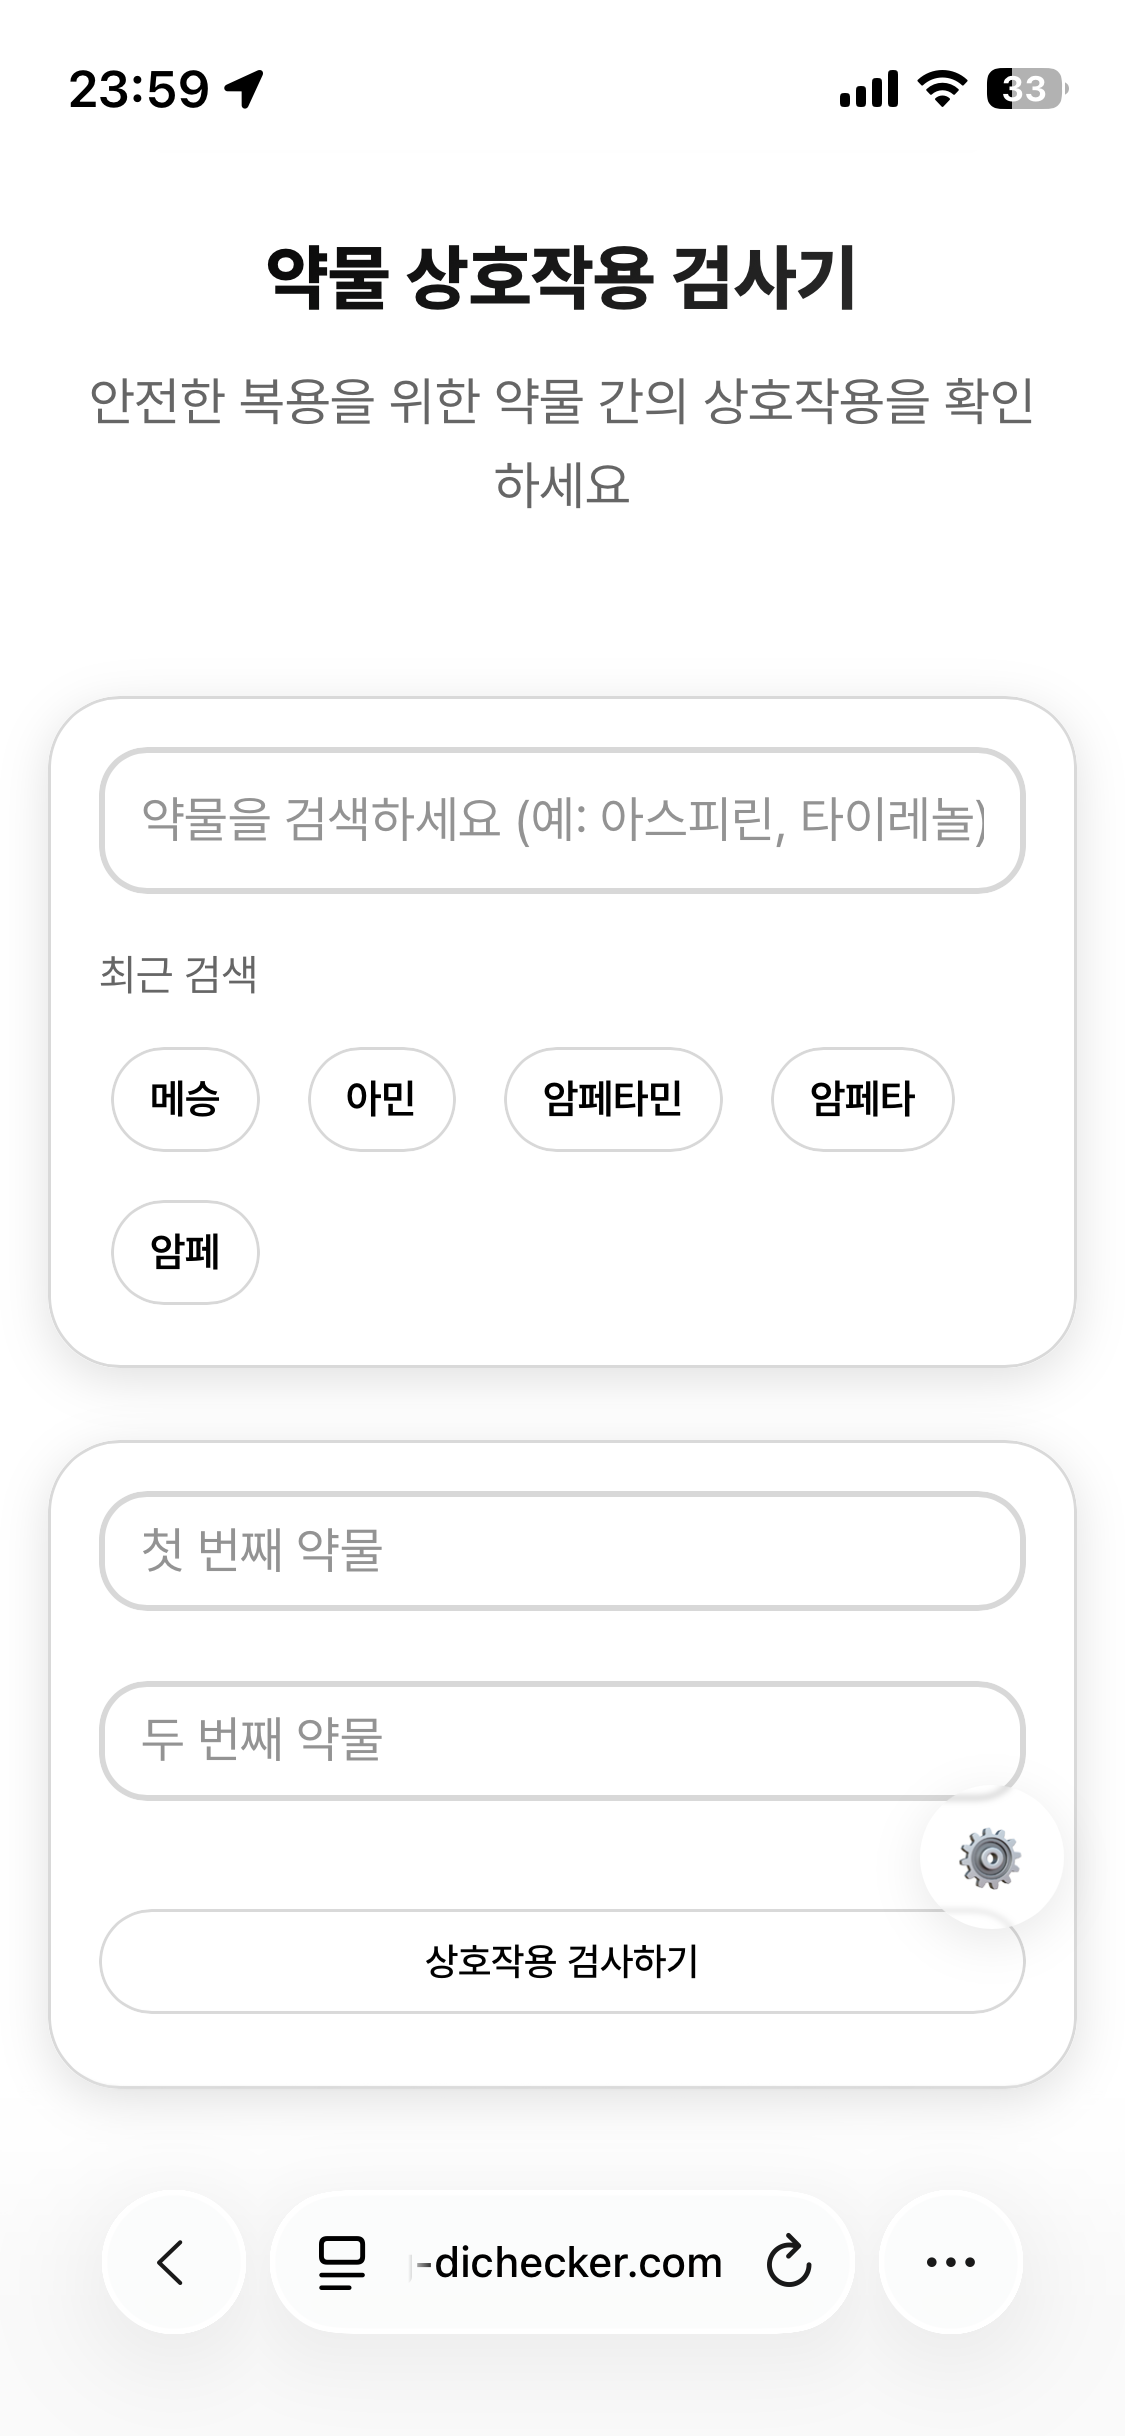 23:59
33
약물 상호작용 검사기
안전한 복용을 위한 약물 간의 상호작용을 확인
하세요
약물을 검색하세요 (예: 아스피린, 타이레놀)
최근 검색
메승
아민
암페타민
암페타
암페
첫 번째 약물
두 번째 약물
상호작용 검사하기
-dichecker.com